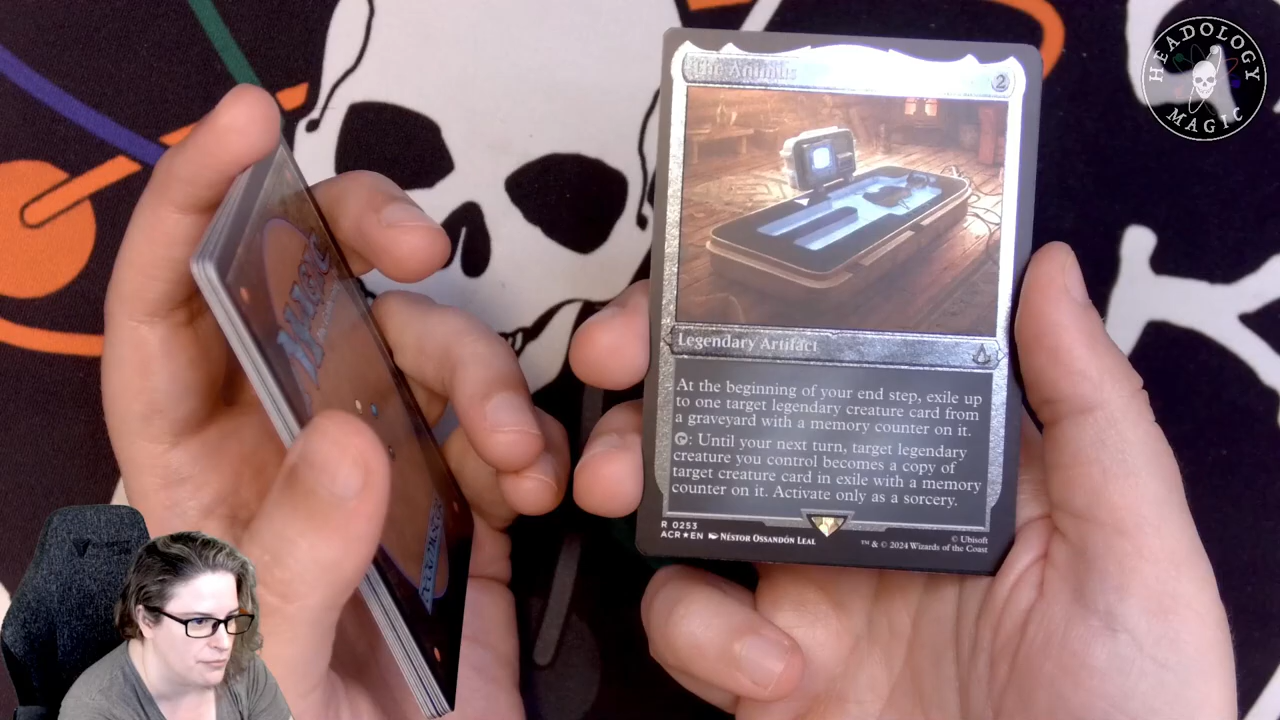 HEADOLOGY
MAGIC
The Animus
2
Legendary Artifact
At the beginning of your end step, exile up
to one target legendary creature card from
a graveyard with a memory counter on it.
: Until your next turn, target legendary
creature you control becomes a copy of
target creature card in exile with a memory
counter on it. Activate only as a sorcery.
R 0253
ACR★EN NÉSTOR OSSANDÓN LEAL
© Ubisoft
™ & © 2024 Wizards of the Coast
MAGIC